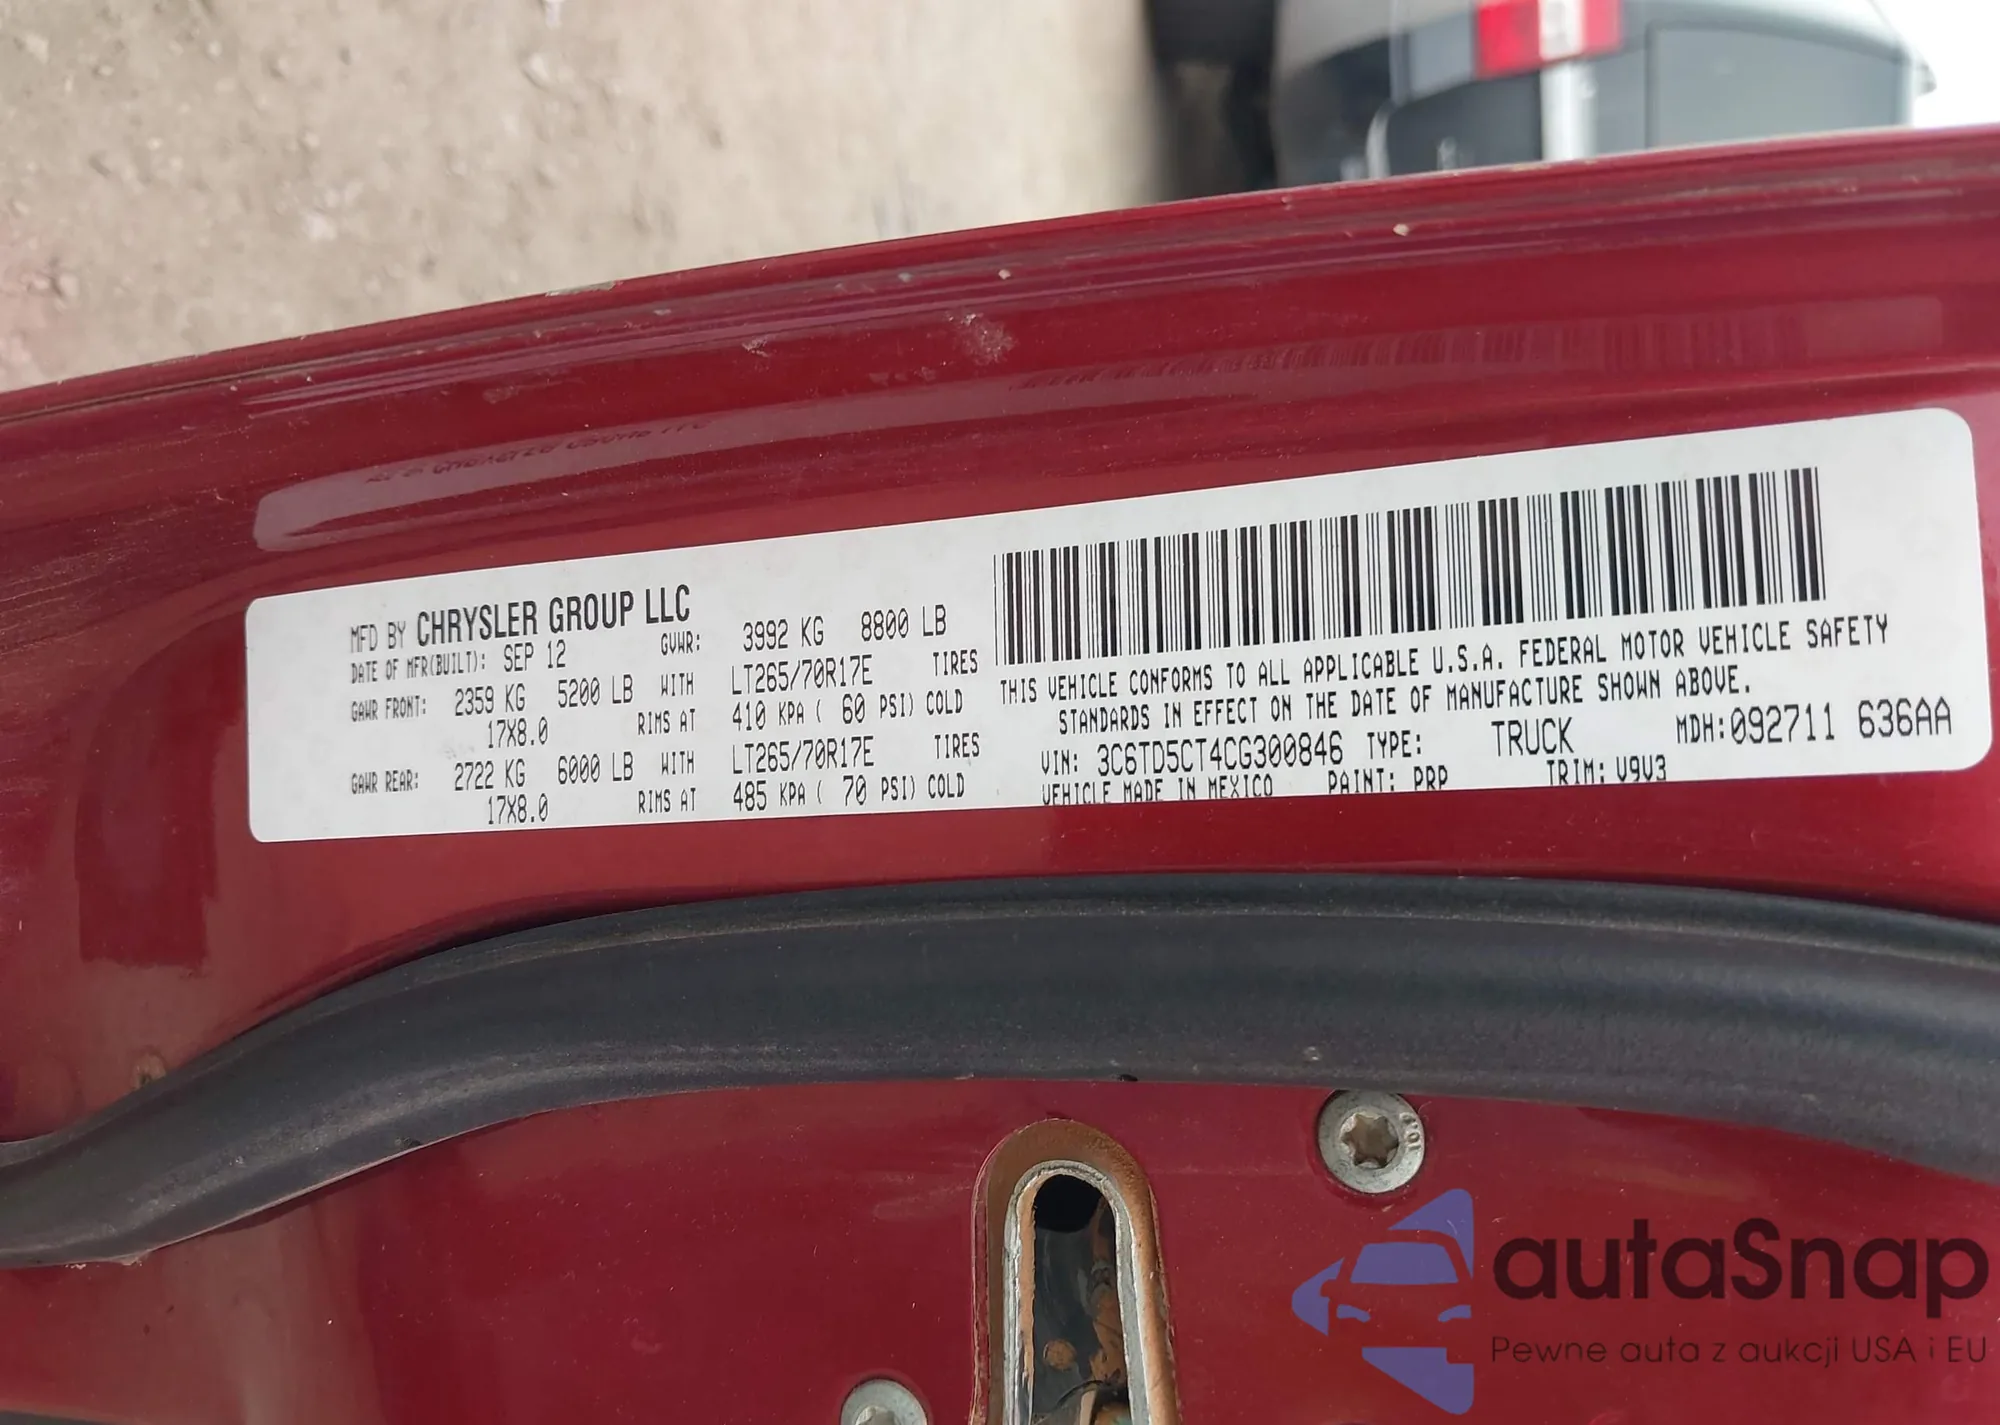 MFD BY CHRYSLER GROUP LLC
DATE OF MFR(BUILT): SEP 12 GVWR: 3992 KG 8800 LB
GAWR FRONT: 2359 KG 5200 LB WITH LT265/70R17E TIRES
17X8.0 RIMS AT 410 KPA ( 60 PSI) COLD
GAWR REAR: 2722 KG 6000 LB WITH LT265/70R17E TIRES
17X8.0 RIMS AT 485 KPA ( 70 PSI) COLD
THIS VEHICLE CONFORMS TO ALL APPLICABLE U.S.A. FEDERAL MOTOR VEHICLE SAFETY
STANDARDS IN EFFECT ON THE DATE OF MANUFACTURE SHOWN ABOVE.
VIN: 3C6TD5CT4CG300846 TYPE: TRUCK MDH:092711 636AA
VEHICLE MADE IN MEXICO PAINT: PRP TRIM: V9V3
autaSnap
Pewne auta z aukcji USA i EU